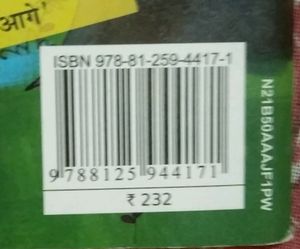 आगे'
ISBN 978-81-259-4417-1
9 788125 944171
₹ 232
N21B50AAAJF1PW